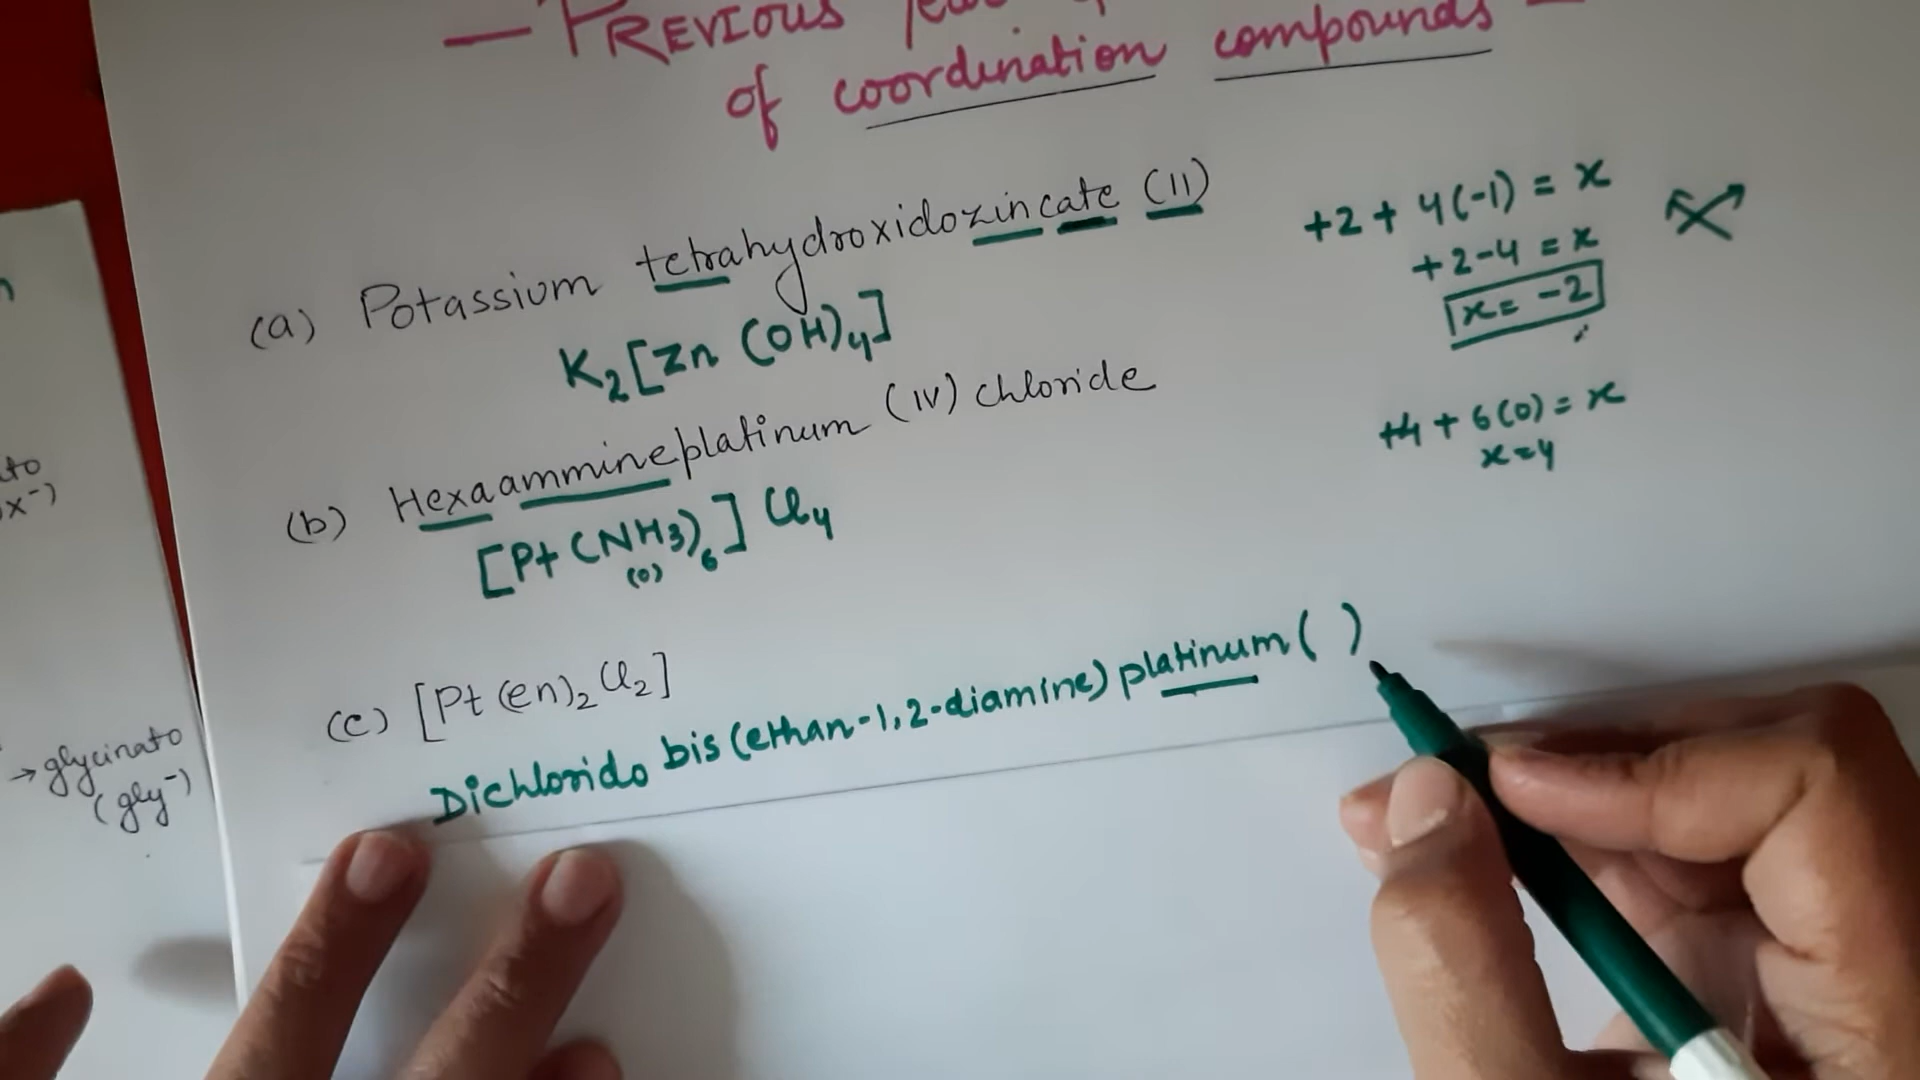 — PREVIOUS
of coordination compounds
(a) Potassium tetrahydroxidozincate (II)
K₂[Zn (OH)₄]
+2 + 4(-1) = x
+2-4 = x
x = -2
(b) Hexaammineplatinum (IV) chloride
[Pt (NH3)₆] Cl₄
(0)
+4 + 6(0) = x
x = 4
(c) [Pt (en)₂ Cl₂]
Dichlorido bis (ethan-1,2-diamine) platinum ( )
→ glycinato
(gly⁻)